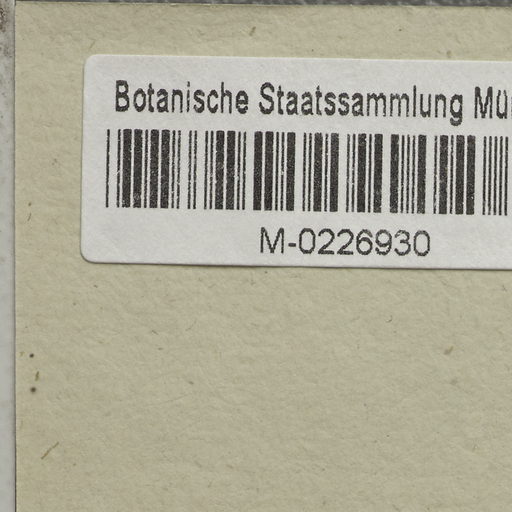 Botanische Staatssammlung Mü
M-0226930